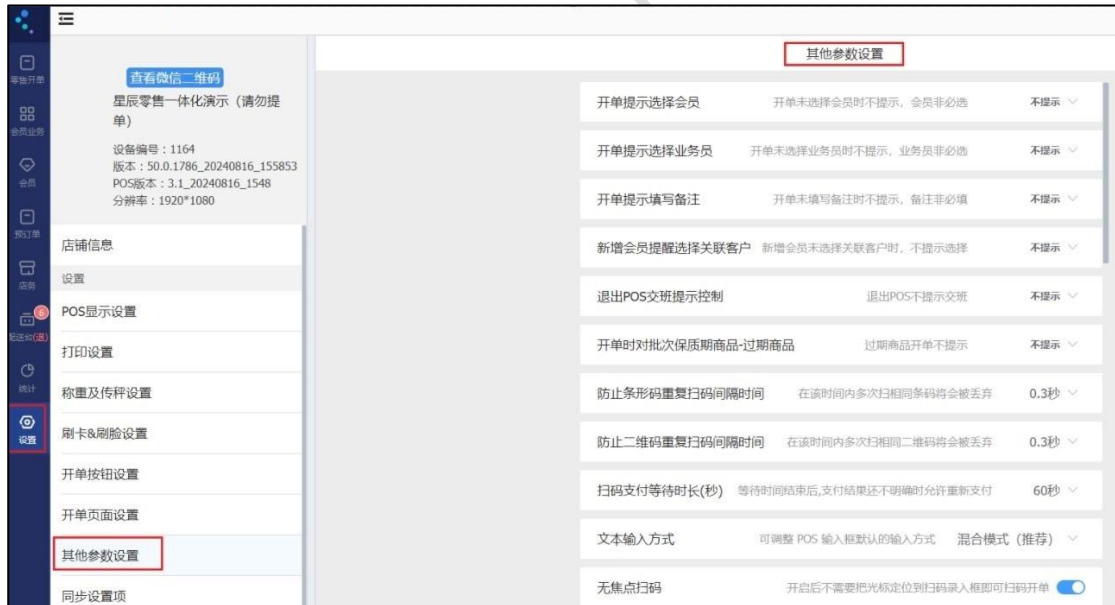 零售开单
会员业务
会员
预订单
店务
6
配送单(退)
统计
设置
查看微信二维码
星辰零售一体化演示（请勿提
单）
设备编号：1164
版本：50.0.1786_20240816_155853
POS版本：3.1_20240816_1548
分辨率：1920*1080
店铺信息
设置
POS显示设置
打印设置
称重及传秤设置
刷卡&刷脸设置
开单按钮设置
开单页面设置
其他参数设置
同步设置项
其他参数设置
开单提示选择会员 开单未选择会员时不提示，会员非必选 不提示
开单提示选择业务员 开单未选择业务员时不提示，业务员非必选 不提示
开单提示填写备注 开单未填写备注时不提示，备注非必填 不提示
新增会员提醒选择关联客户 新增会员未选择关联客户时，不提示选择 不提示
退出POS交班提示控制 退出POS不提示交班 不提示
开单时对批次保质期商品-过期商品 过期商品开单不提示 不提示
防止条形码重复扫码间隔时间 在该时间内多次扫相同条码将会被丢弃 0.3秒
防止二维码重复扫码间隔时间 在该时间内多次扫相同二维码将会被丢弃 0.3秒
扫码支付等待时长(秒) 等待时间结束后,支付结果还不明确时允许重新支付 60秒
文本输入方式 可调整 POS 输入框默认的输入方式 混合模式（推荐）
无焦点扫码 开启后不需要把光标定位到扫码录入框即可扫码开单